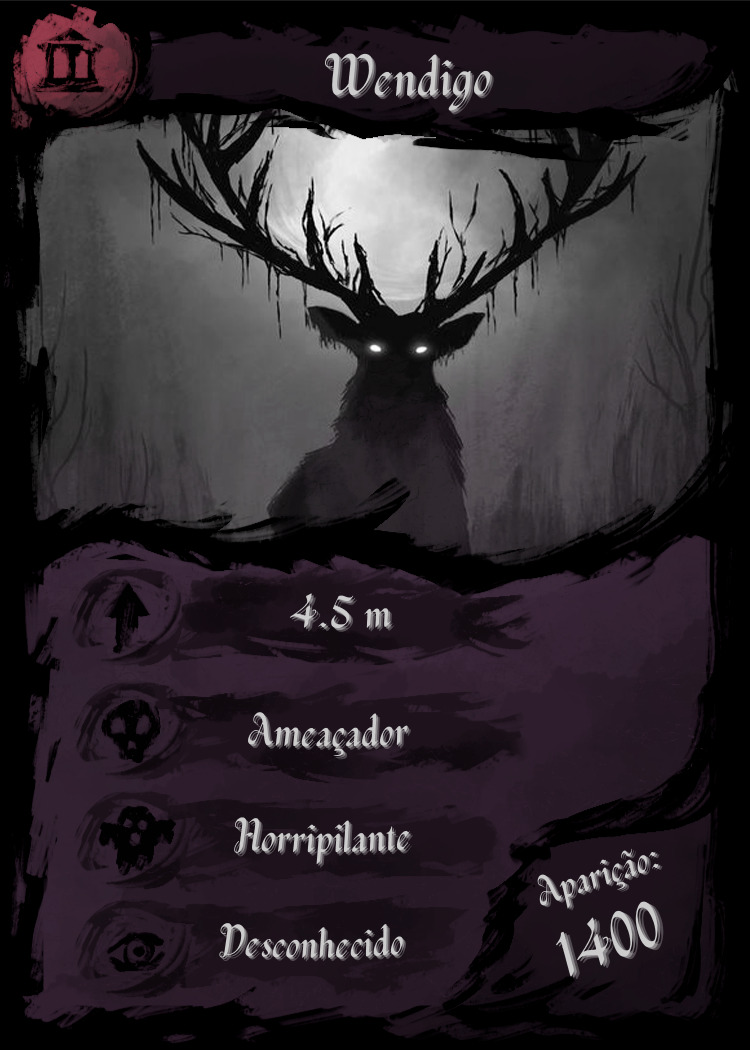 Wendigo
4.5 m
Ameaçador
Horripilante
Desconhecido
Aparição:
1400